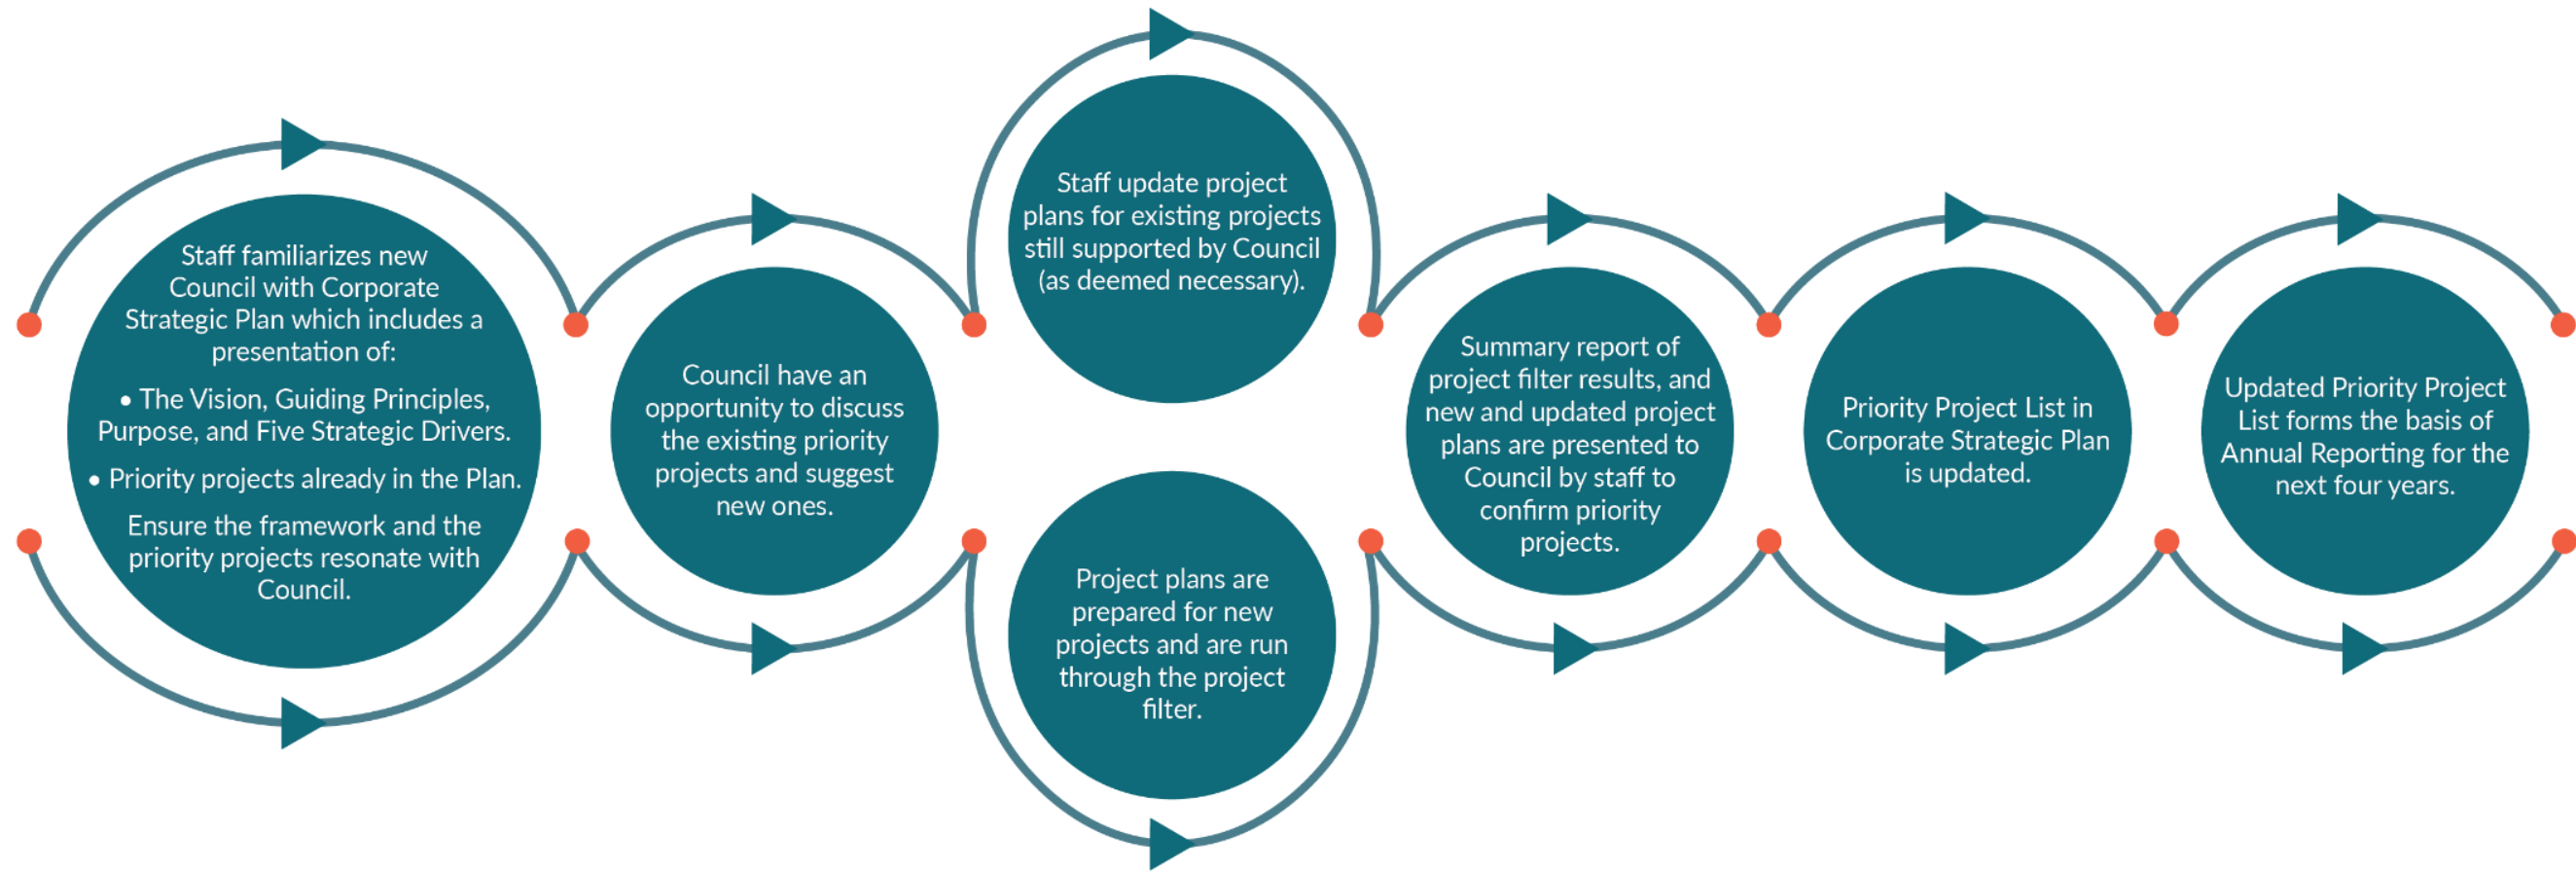 Staff familiarizes new
Council with Corporate
Strategic Plan which includes a
presentation of:
• The Vision, Guiding Principles,
Purpose, and Five Strategic Drivers.
• Priority projects already in the Plan.
Ensure the framework and the
priority projects resonate with
Council.
Council have an
opportunity to discuss
the existing priority
projects and suggest
new ones.
Staff update project
plans for existing projects
still supported by Council
(as deemed necessary).
Project plans are
prepared for new
projects and are run
through the project
filter.
Summary report of
project filter results, and
new and updated project
plans are presented to
Council by staff to
confirm priority
projects.
Priority Project List in
Corporate Strategic Plan
is updated.
Updated Priority Project
List forms the basis of
Annual Reporting for the
next four years.